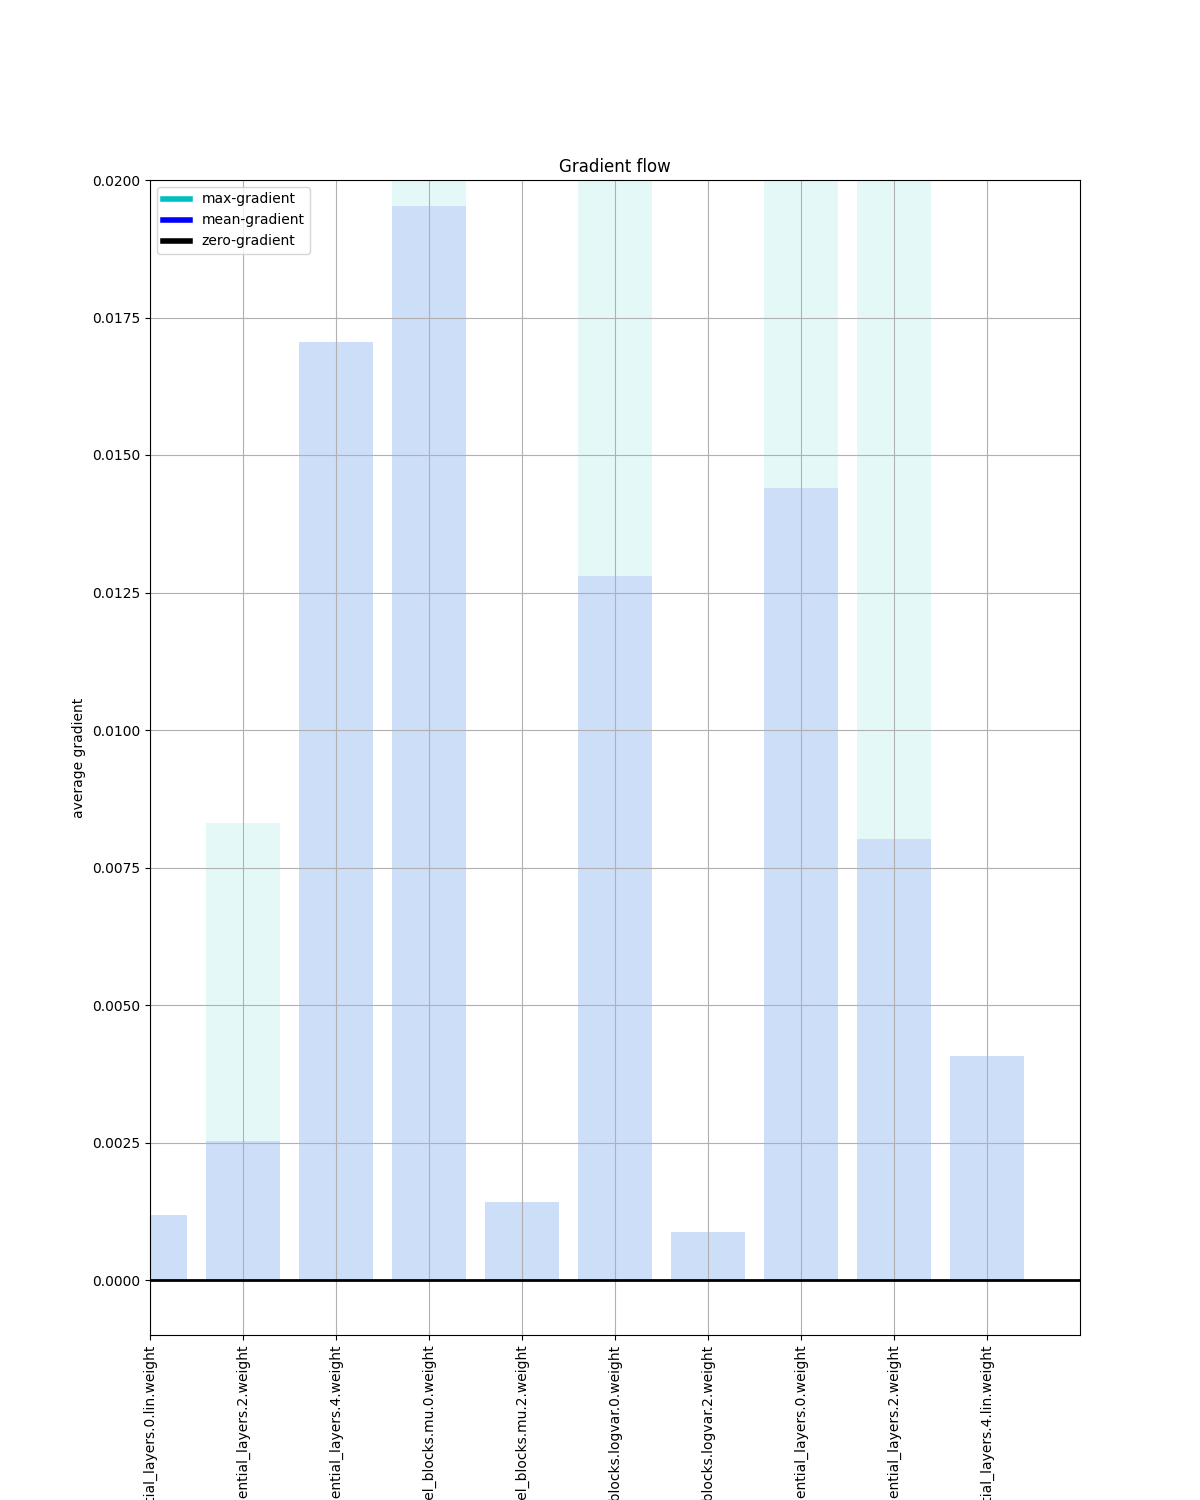 Gradient flow
max-gradient
mean-gradient
zero-gradient
0.0200
0.0175
0.0150
0.0125
0.0100
0.0075
0.0050
0.0025
0.0000
average gradient
tial_layers.0.lin.weight
ential_layers.2.weight
ential_layers.4.weight
el_blocks.mu.0.weight
el_blocks.mu.2.weight
blocks.logvar.0.weight
blocks.logvar.2.weight
ential_layers.0.weight
ential_layers.2.weight
tial_layers.4.lin.weight